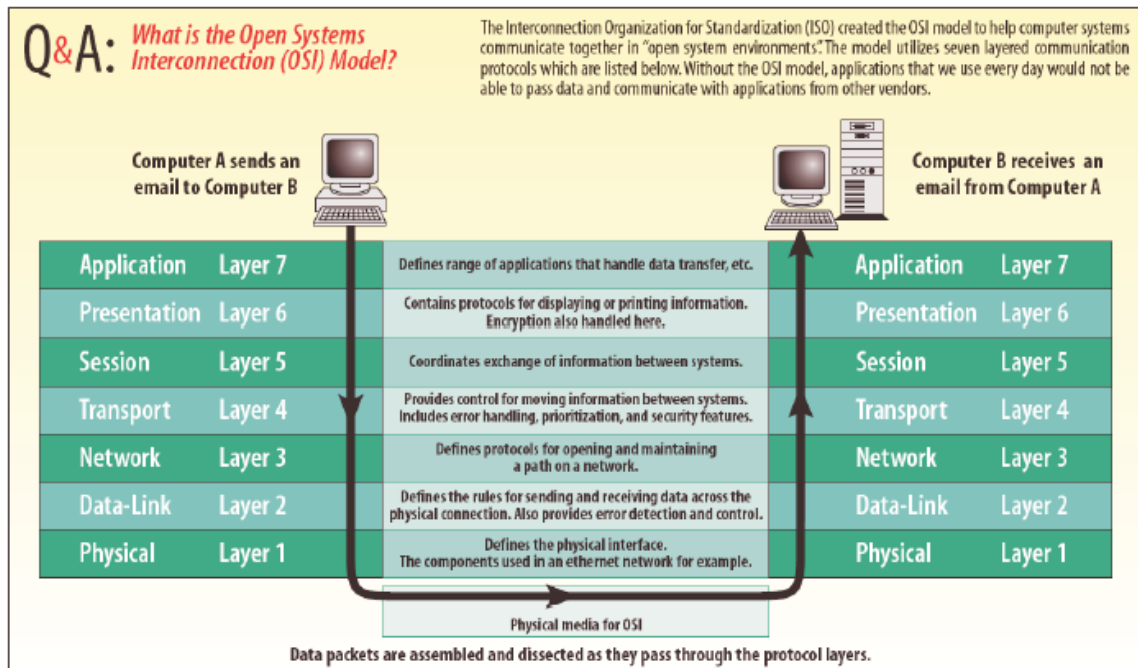 Q&A: What is the Open Systems
Interconnection (OSI) Model?
The Interconnection Organization for Standardization (ISO) created the OSI model to help computer systems
communicate together in "open system environments". The model utilizes seven layered communication
protocols which are listed below. Without the OSI model, applications that we use every day would not be
able to pass data and communicate with applications from other vendors.
Computer A sends an
email to Computer B
Computer B receives an
email from Computer A
Application Layer 7 Defines range of applications that handle data transfer, etc. Application Layer 7
Presentation Layer 6 Contains protocols for displaying or printing information. Presentation Layer 6
Encryption also handled here.
Session Layer 5 Coordinates exchange of information between systems. Session Layer 5
Transport Layer 4 Provides control for moving information between systems. Transport Layer 4
Includes error handling, prioritization, and security features.
Network Layer 3 Defines protocols for opening and maintaining Network Layer 3
a path on a network.
Data-Link Layer 2 Defines the rules for sending and receiving data across the Data-Link Layer 2
physical connection. Also provides error detection and control.
Physical Layer 1 Defines the physical interface. Physical Layer 1
The components used in an ethernet network for example.
Physical media for OSI
Data packets are assembled and dissected as they pass through the protocol layers.